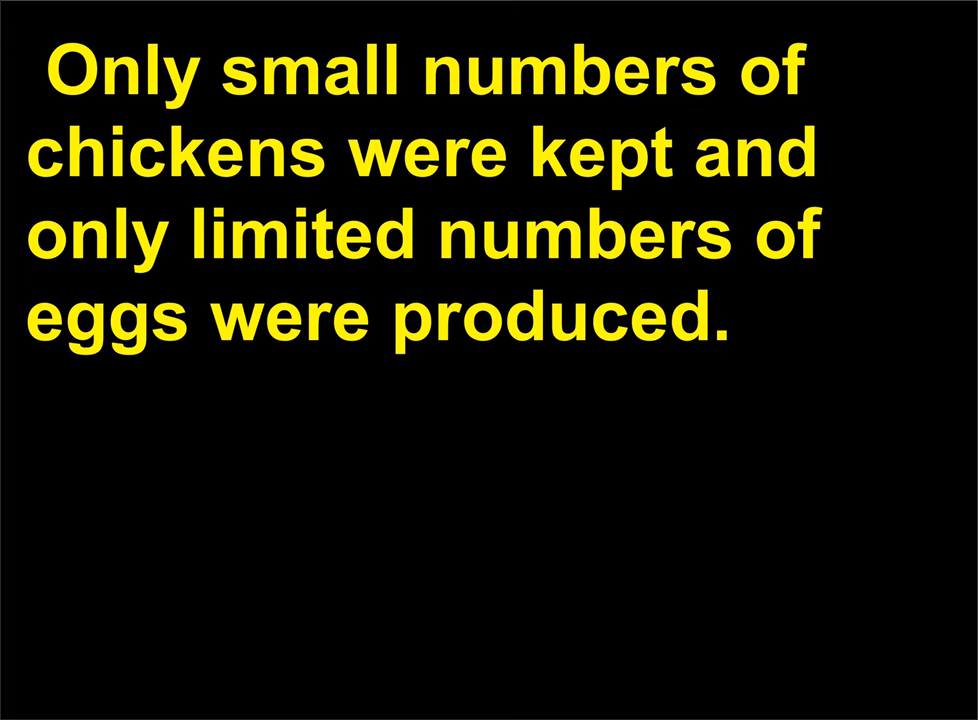 Only small numbers of
chickens were kept and
only limited numbers of
eggs were produced.